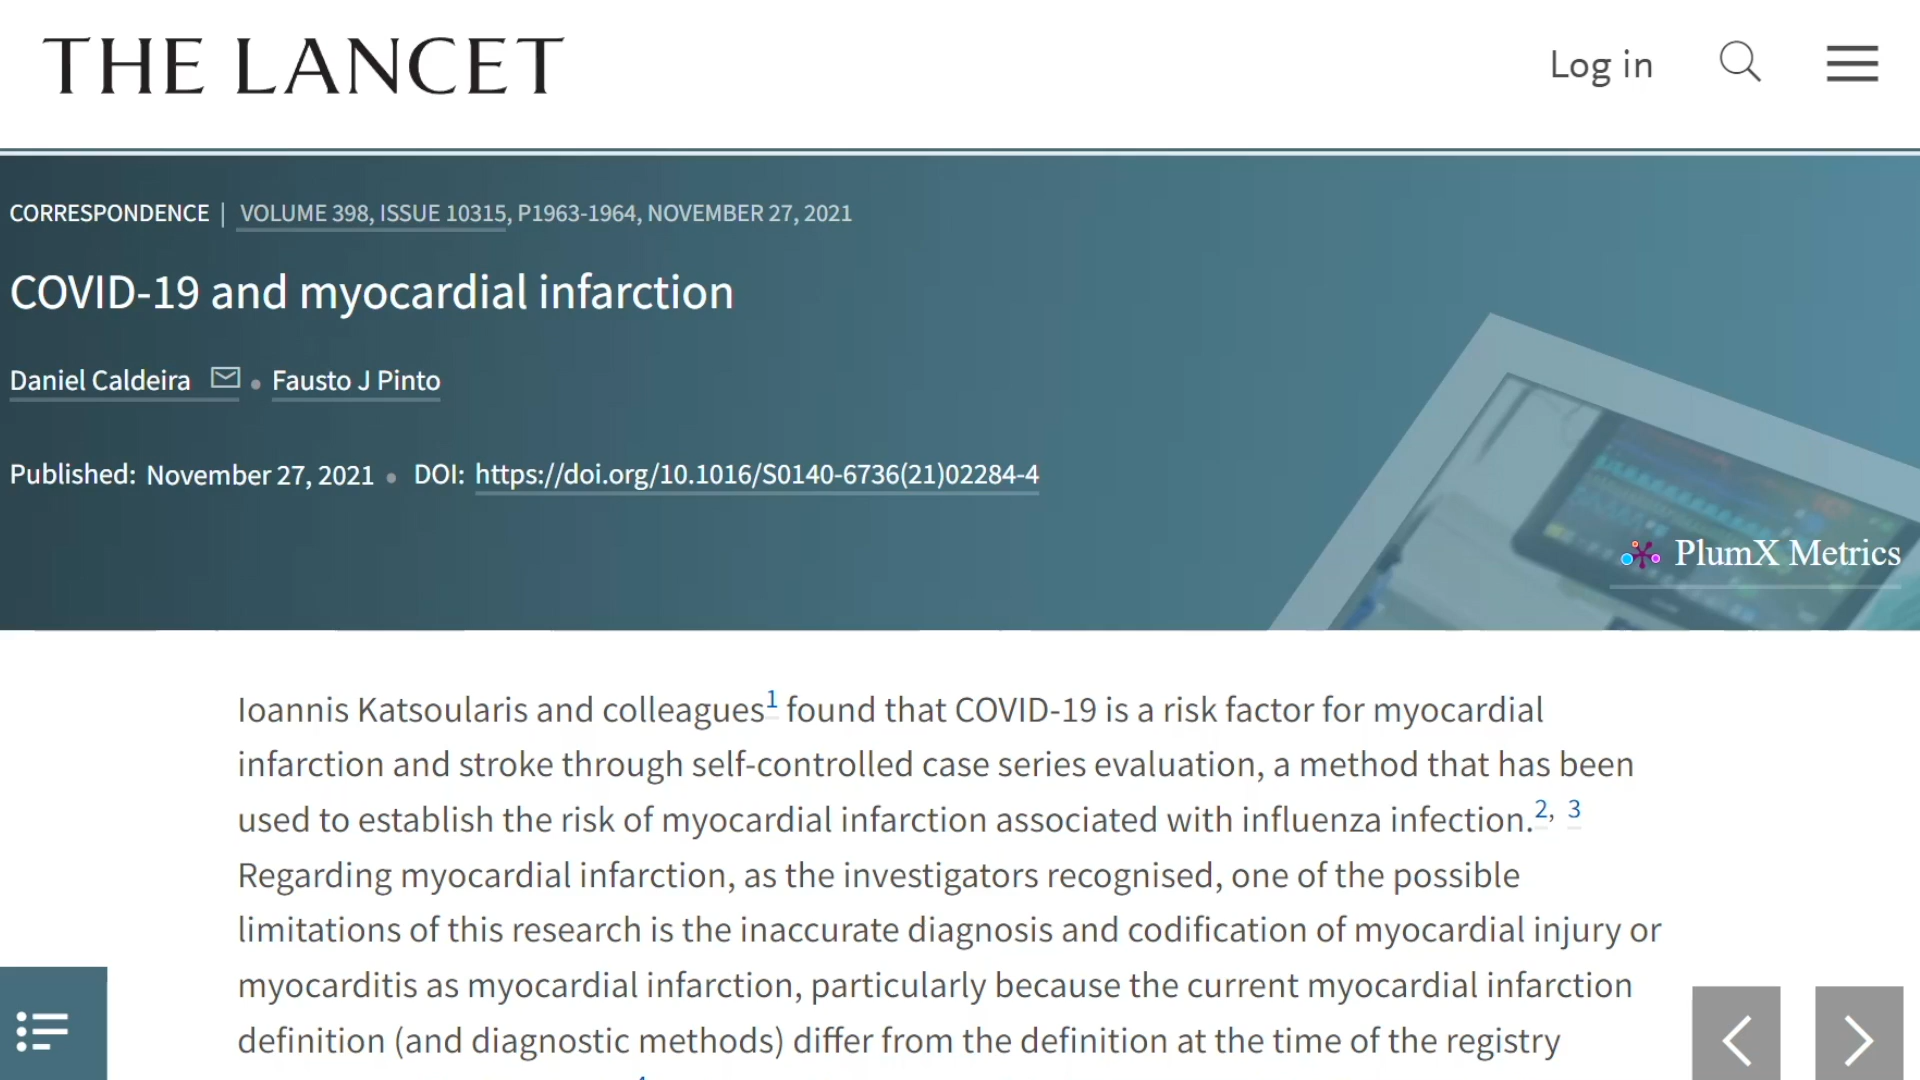 THE LANCET
Log in
CORRESPONDENCE | VOLUME 398, ISSUE 10315, P1963-1964, NOVEMBER 27, 2021
COVID-19 and myocardial infarction
Daniel Caldeira • Fausto J Pinto
Published: November 27, 2021 • DOI: https://doi.org/10.1016/S0140-6736(21)02284-4
PlumX Metrics
Ioannis Katsoularis and colleagues1 found that COVID-19 is a risk factor for myocardial
infarction and stroke through self-controlled case series evaluation, a method that has been
used to establish the risk of myocardial infarction associated with influenza infection.2, 3
Regarding myocardial infarction, as the investigators recognised, one of the possible
limitations of this research is the inaccurate diagnosis and codification of myocardial injury or
myocarditis as myocardial infarction, particularly because the current myocardial infarction
definition (and diagnostic methods) differ from the definition at the time of the registry